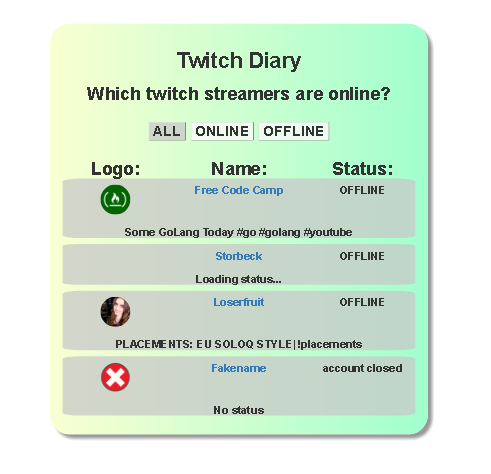 Twitch Diary
Which twitch streamers are online?
ALL ONLINE OFFLINE
Logo: Name: Status:
Free Code Camp OFFLINE
Some GoLang Today #go #golang #youtube
Storbeck OFFLINE
Loading status...
Loserfruit OFFLINE
PLACEMENTS: EU SOLOQ STYLE|!placements
Fakename account closed
No status